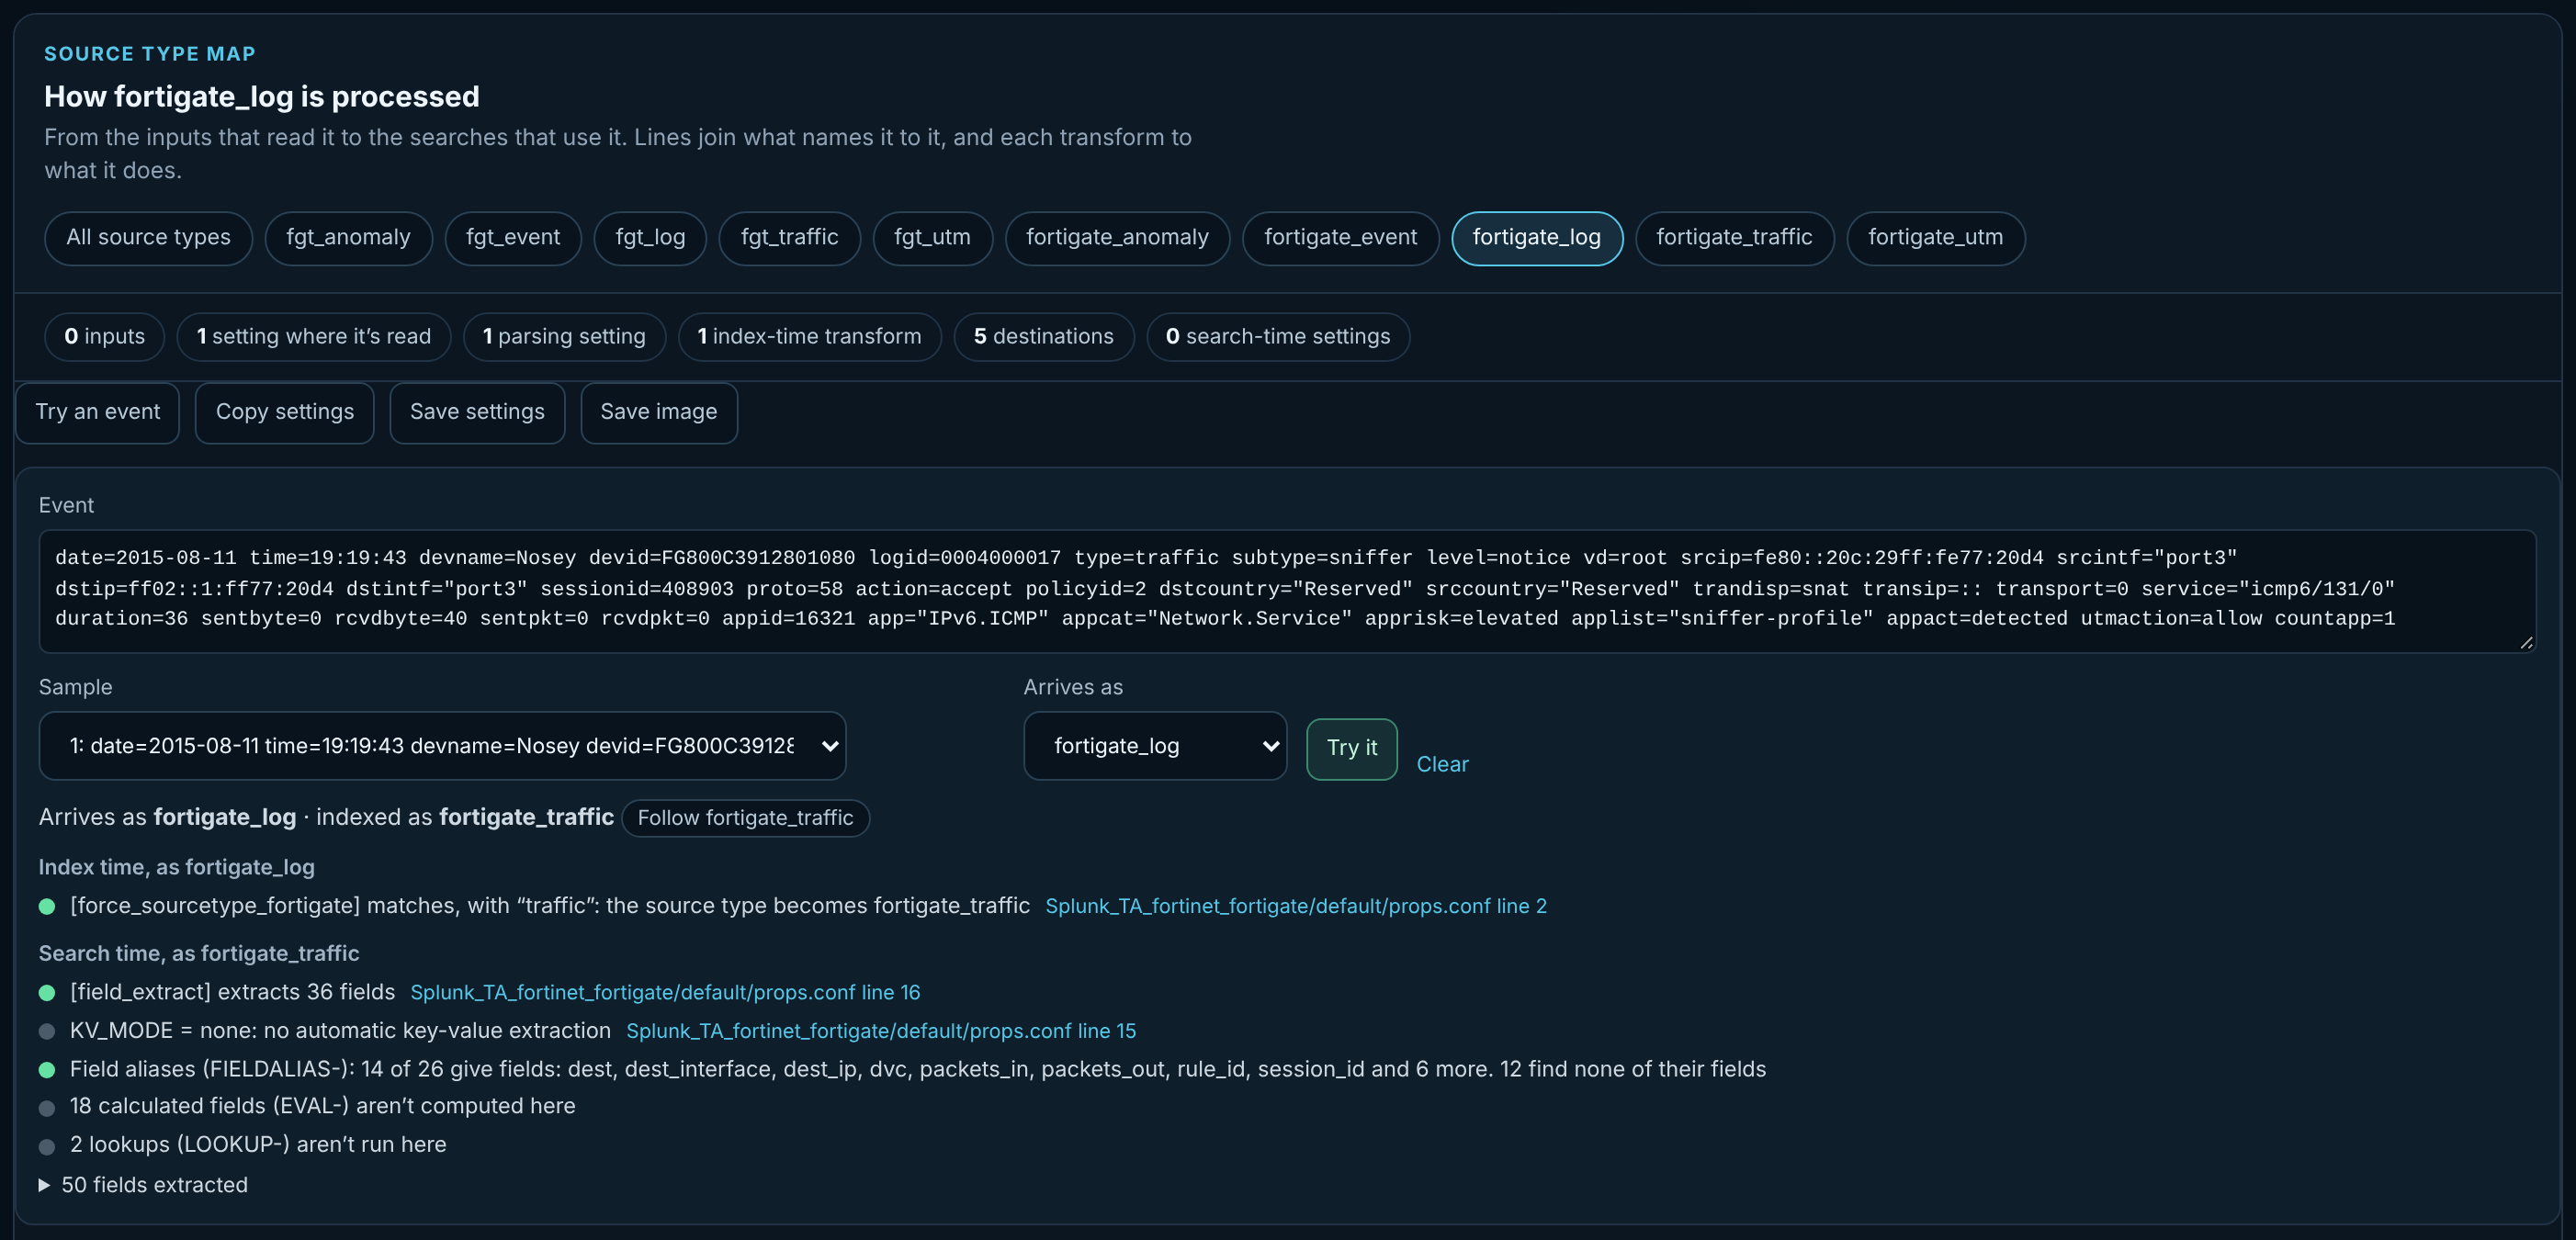 SOURCE TYPE MAP
How fortigate_log is processed
From the inputs that read it to the searches that use it. Lines join what names it to it, and each transform to
what it does.
All source types fgt_anomaly fgt_event fgt_log fgt_traffic fgt_utm fortigate_anomaly fortigate_event fortigate_log fortigate_traffic fortigate_utm
0 inputs 1 setting where it’s read 1 parsing setting 1 index-time transform 5 destinations 0 search-time settings
Try an event Copy settings Save settings Save image
Event
date=2015-08-11 time=19:19:43 devname=Nosey devid=FG800C3912801080 logid=0004000017 type=traffic subtype=sniffer level=notice vd=root srcip=fe80::20c:29ff:fe77:20d4 srcintf="port3"
dstip=ff02::1:ff77:20d4 dstintf="port3" sessionid=408903 proto=58 action=accept policyid=2 dstcountry="Reserved" srccountry="Reserved" trandisp=snat transip=:: transport=0 service="icmp6/131/0"
duration=36 sentbyte=0 rcvdbyte=40 sentpkt=0 rcvdpkt=0 appid=16321 app="IPv6.ICMP" appcat="Network.Service" apprisk=elevated applist="sniffer-profile" appact=detected utmaction=allow countapp=1
Sample Arrives as
1: date=2015-08-11 time=19:19:43 devname=Nosey devid=FG800C39128 fortigate_log Try it Clear
Arrives as fortigate_log · indexed as fortigate_traffic Follow fortigate_traffic
Index time, as fortigate_log
[force_sourcetype_fortigate] matches, with “traffic”: the source type becomes fortigate_traffic Splunk_TA_fortinet_fortigate/default/props.conf line 2
Search time, as fortigate_traffic
[field_extract] extracts 36 fields Splunk_TA_fortinet_fortigate/default/props.conf line 16
KV_MODE = none: no automatic key-value extraction Splunk_TA_fortinet_fortigate/default/props.conf line 15
Field aliases (FIELDALIAS-): 14 of 26 give fields: dest, dest_interface, dest_ip, dvc, packets_in, packets_out, rule_id, session_id and 6 more. 12 find none of their fields
18 calculated fields (EVAL-) aren’t computed here
2 lookups (LOOKUP-) aren’t run here
50 fields extracted